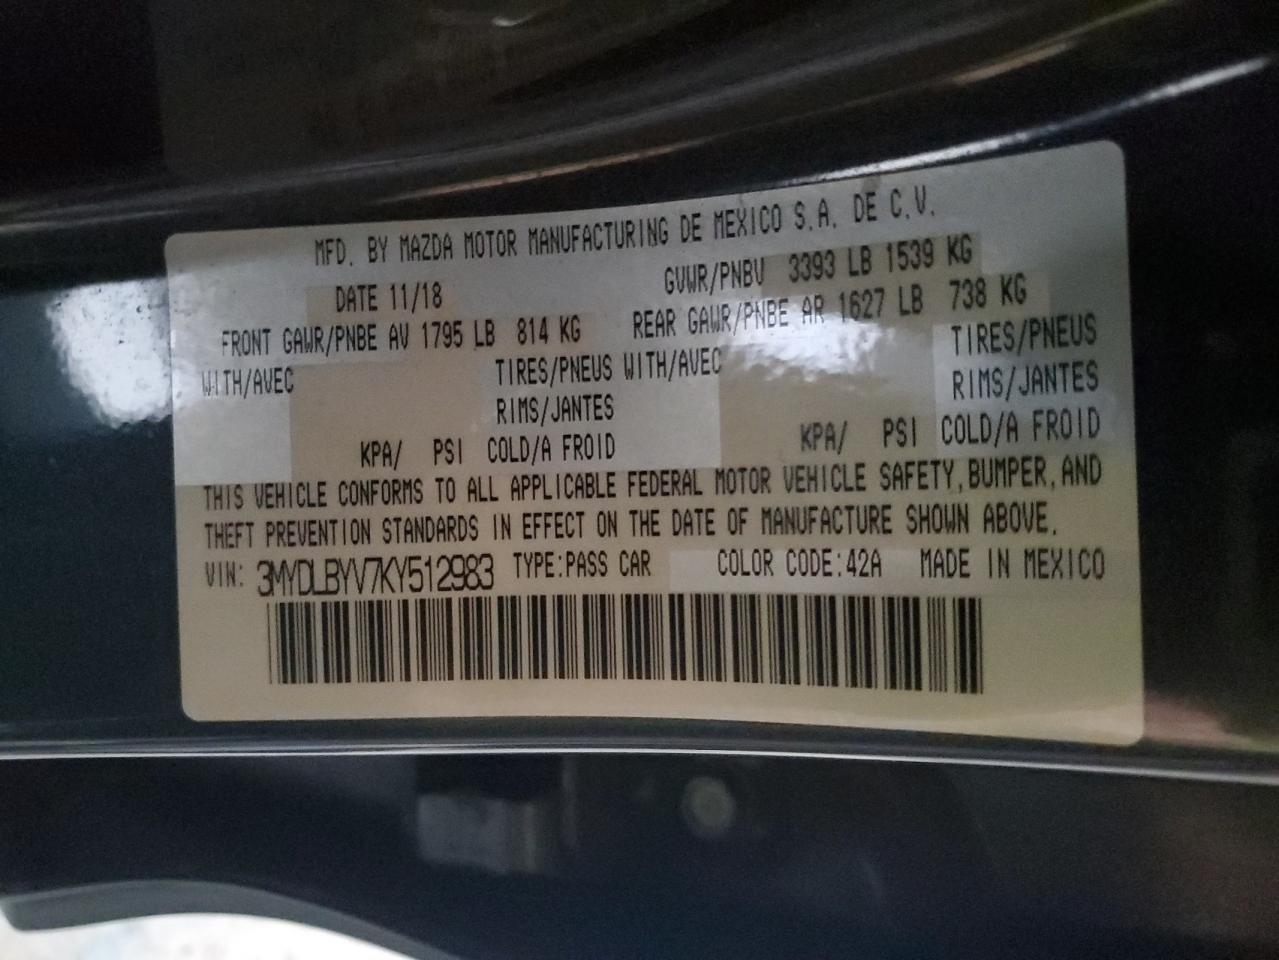 MFD. BY MAZDA MOTOR MANUFACTURING DE MEXICO S.A. DE C.V.
DATE 11/18 GVWR/PNBV 3393 LB 1539 KG
FRONT GAWR/PNBE AV 1795 LB 814 KG REAR GAWR/PNBE AR 1627 LB 738 KG
WITH/AVEC TIRES/PNEUS WITH/AVEC TIRES/PNEUS
RIMS/JANTES RIMS/JANTES
KPA/ PSI COLD/A FROID KPA/ PSI COLD/A FROID
THIS VEHICLE CONFORMS TO ALL APPLICABLE FEDERAL MOTOR VEHICLE SAFETY, BUMPER, AND
THEFT PREVENTION STANDARDS IN EFFECT ON THE DATE OF MANUFACTURE SHOWN ABOVE.
VIN: 3MYDLBYV7KY512983 TYPE:PASS CAR COLOR CODE:42A MADE IN MEXICO